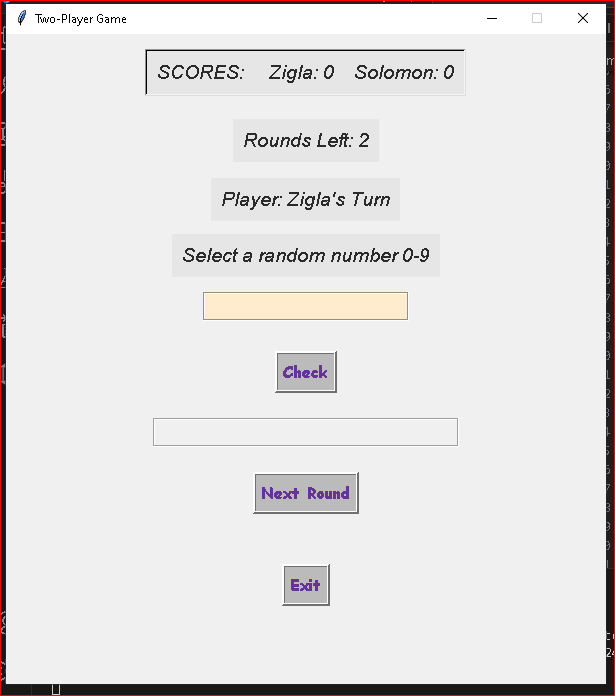 Two-Player Game
SCORES: Zigla: 0 Solomon: 0
Rounds Left: 2
Player: Zigla's Turn
Select a random number 0-9
Check
Next Round
Exit